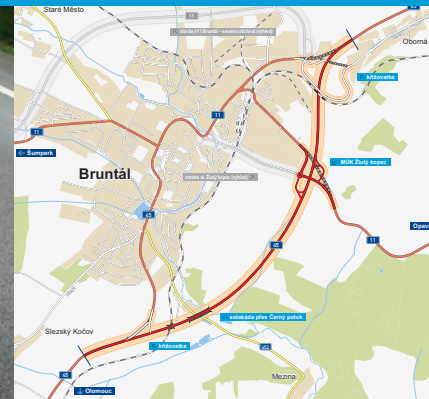 Staré Město
45
11
stavba I/11 Bruntál - severní obchvat (výhled)
Oborná
křižovatka
11
11
← Šumperk
MÚK Žlutý kopec
Bruntál
stavba ul. Žlutý kopec (výhled)
45
Opava
11
45
estakáda přes Černý potok
Slezský Kočov
křižovatka
452
45
Mezina
↓ Olomouc